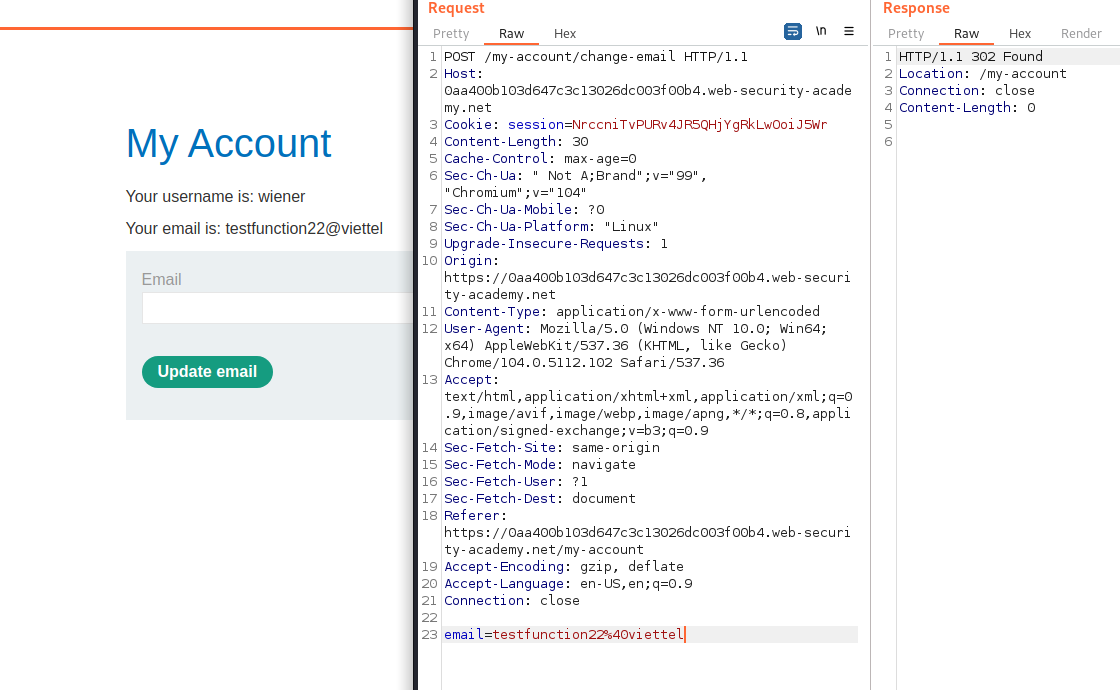 My Account
Your username is: wiener
Your email is: testfunction22@viettel
Email
Update email
Request
Pretty Raw Hex \n
1 POST /my-account/change-email HTTP/1.1
2 Host:
0aa400b103d647c3c13026dc003f00b4.web-security-acade
my.net
3 Cookie: session=NrccniTvPURv4JR5QHjYgRkLwOoiJ5Wr
4 Content-Length: 30
5 Cache-Control: max-age=0
6 Sec-Ch-Ua: " Not A;Brand";v="99",
"Chromium";v="104"
7 Sec-Ch-Ua-Mobile: ?0
8 Sec-Ch-Ua-Platform: "Linux"
9 Upgrade-Insecure-Requests: 1
10 Origin:
https://0aa400b103d647c3c13026dc003f00b4.web-securi
ty-academy.net
11 Content-Type: application/x-www-form-urlencoded
12 User-Agent: Mozilla/5.0 (Windows NT 10.0; Win64;
x64) AppleWebKit/537.36 (KHTML, like Gecko)
Chrome/104.0.5112.102 Safari/537.36
13 Accept:
text/html,application/xhtml+xml,application/xml;q=0
.9,image/avif,image/webp,image/apng,*/*;q=0.8,appli
cation/signed-exchange;v=b3;q=0.9
14 Sec-Fetch-Site: same-origin
15 Sec-Fetch-Mode: navigate
16 Sec-Fetch-User: ?1
17 Sec-Fetch-Dest: document
18 Referer:
https://0aa400b103d647c3c13026dc003f00b4.web-securi
ty-academy.net/my-account
19 Accept-Encoding: gzip, deflate
20 Accept-Language: en-US,en;q=0.9
21 Connection: close
22
23 email=testfunction22%40viettel
Response
Pretty Raw Hex Render
1 HTTP/1.1 302 Found
2 Location: /my-account
3 Connection: close
4 Content-Length: 0
5
6